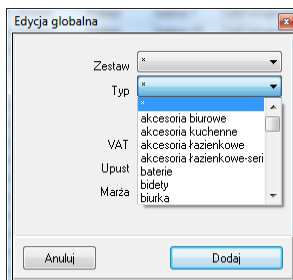 Edycja globalna
Zestaw *
Typ *
*
akcesoria biurowe
akcesoria kuchenne
VAT
akcesoria łazienkowe
akcesoria łazienkowe-seri
Upust
baterie
bidety
Marża
biurka
Anuluj
Dodaj